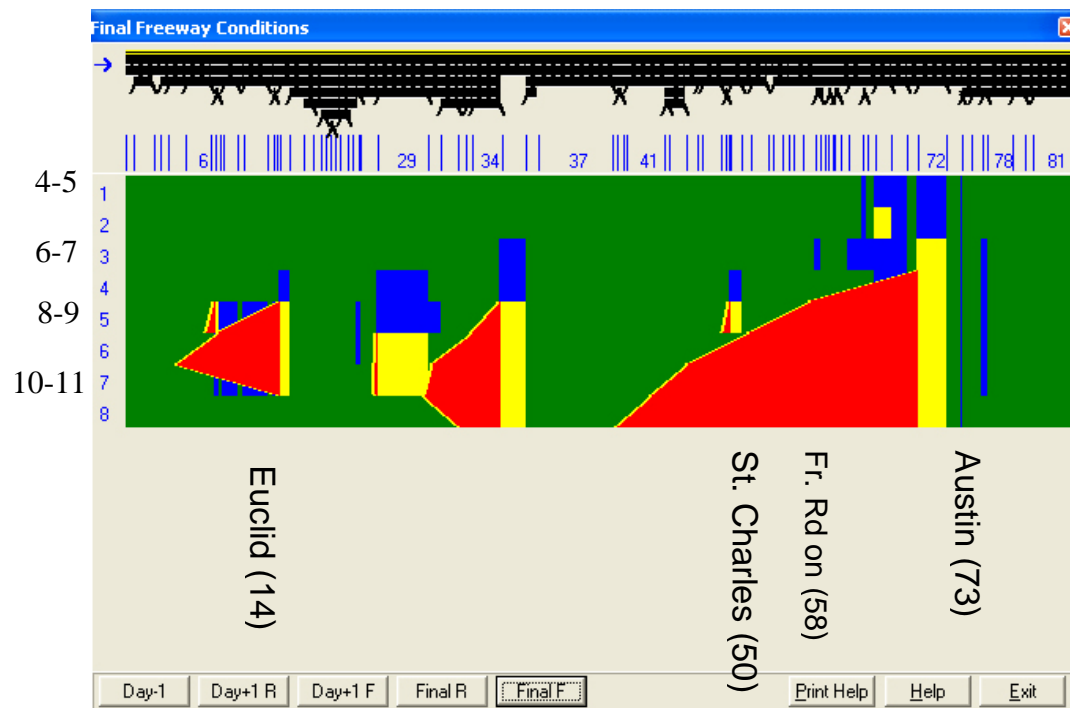 Final Freeway Conditions
6 29 34 37 41 72 78 81
4-5
1
2
6-7
3
4
8-9
5
6
10-11
7
8
Euclid (14)
St. Charles (50)
Fr. Rd on (58)
Austin (73)
Day-1 Day+1 R Day+1 F Final R Final F Print Help Help Exit